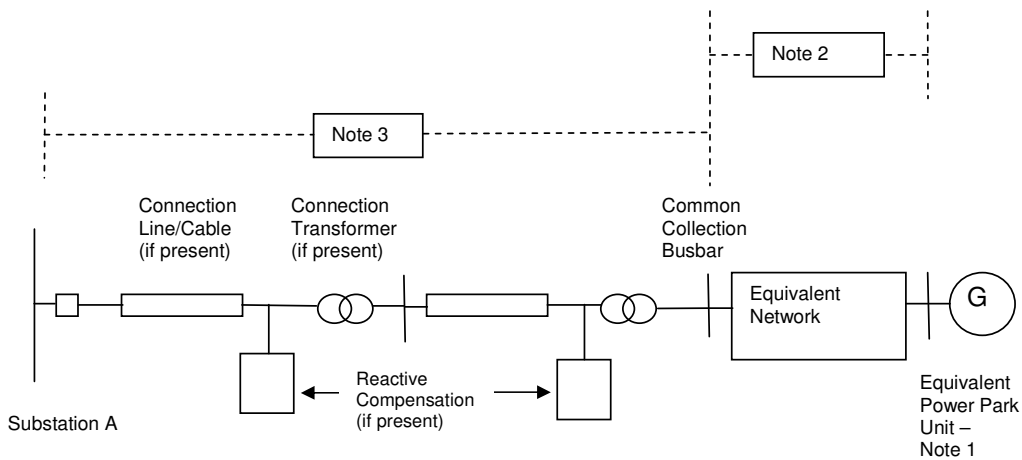 Note 2
Note 3
Connection
Line/Cable
(if present)
Connection
Transformer
(if present)
Common
Collection
Busbar
Equivalent
Network
G
Reactive
Compensation
(if present)
Substation A
Equivalent
Power Park
Unit –
Note 1